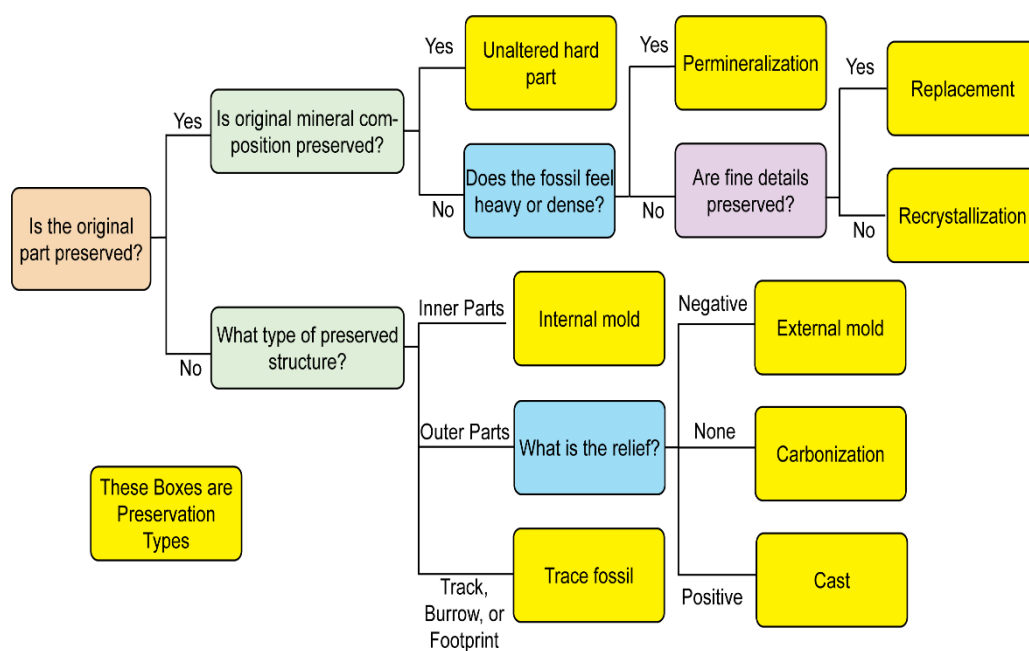 Is the original
part preserved?
Yes
No
Is original mineral com-
position preserved?
Yes
No
Unaltered hard
part
Does the fossil feel
heavy or dense?
Yes
No
Permineralization
Are fine details
preserved?
Yes
No
Replacement
Recrystallization
What type of preserved
structure?
Inner Parts
Internal mold
Outer Parts
What is the relief?
Negative
External mold
None
Carbonization
Positive
Cast
Track,
Burrow, or
Footprint
Trace fossil
These Boxes are
Preservation
Types